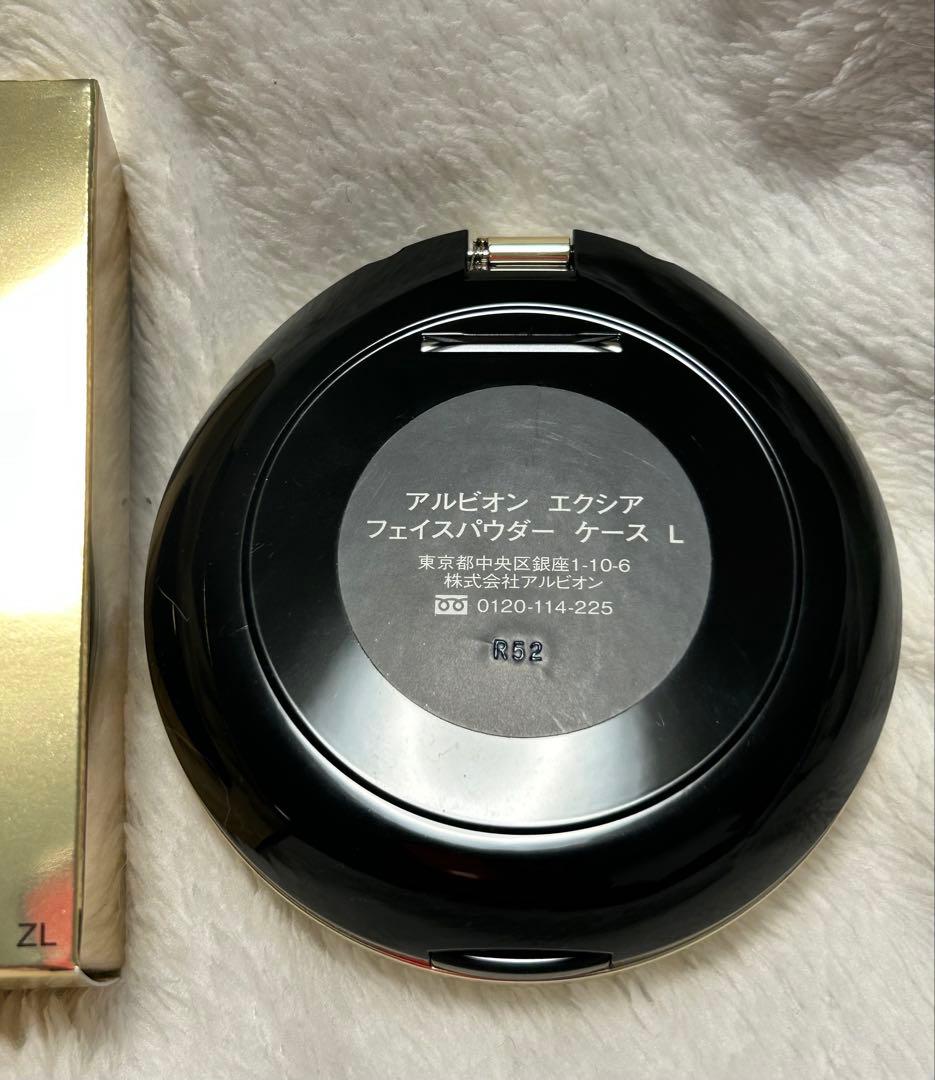 アルビオン エクシア
フェイスパウダー ケース L
東京都中央区銀座1-10-6
株式会社アルビオン
0120-114-225
R52
ZL